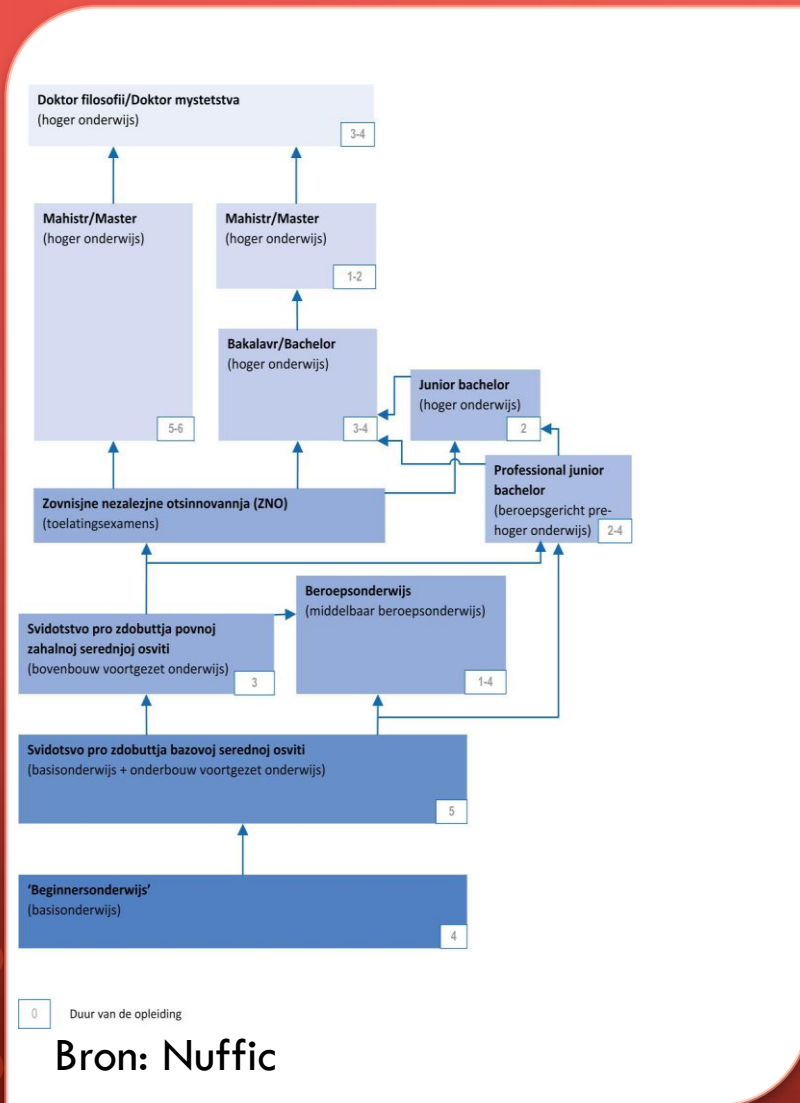 Doktor filosofii/Doktor mystetstva
(hoger onderwijs)
3-4
Mahistr/Master
(hoger onderwijs)
5-6
Mahistr/Master
(hoger onderwijs)
1-2
Bakalavr/Bachelor
(hoger onderwijs)
3-4
Junior bachelor
(hoger onderwijs)
2
Professional junior
bachelor
(beroepsgericht pre-
hoger onderwijs)
2-4
Zovnisjne nezalezjne otsinnovannja (ZNO)
(toelatingsexamens)
Beroepsonderwijs
(middelbaar beroepsonderwijs)
1-4
Svidotstvo pro zdobuttja povnoj
zahalnoj serednjoj osviti
(bovenbouw voortgezet onderwijs)
3
Svidotsvo pro zdobuttja bazovoj serednoj osviti
(basisonderwijs + onderbouw voortgezet onderwijs)
5
‘Beginnersonderwijs’
(basisonderwijs)
4
0 Duur van de opleiding
Bron: Nuffic